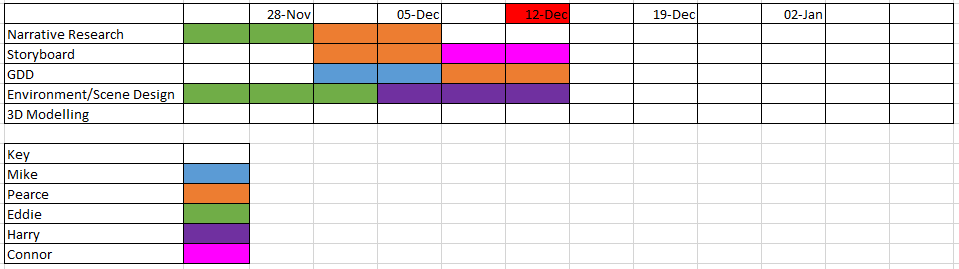 28-Nov 05-Dec 12-Dec 19-Dec 02-Jan
Narrative Research
Storyboard
GDD
Environment/Scene Design
3D Modelling
Key
Mike
Pearce
Eddie
Harry
Connor